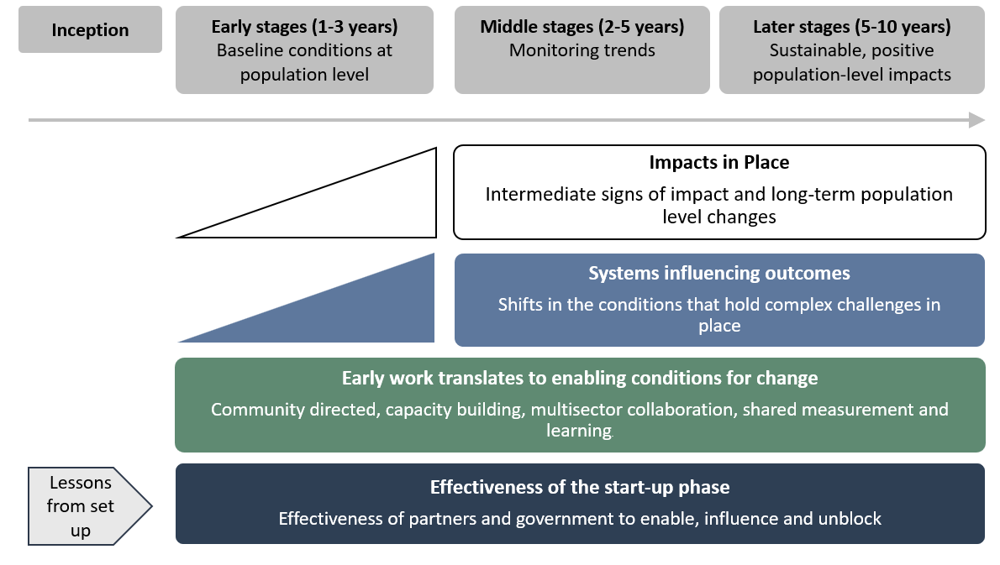 Inception
Early stages (1-3 years)
Baseline conditions at
population level
Middle stages (2-5 years)
Monitoring trends
Later stages (5-10 years)
Sustainable, positive
population-level impacts
Impacts in Place
Intermediate signs of impact and long-term population
level changes
Systems influencing outcomes
Shifts in the conditions that hold complex challenges in
place
Early work translates to enabling conditions for change
Community directed, capacity building, multisector collaboration, shared measurement and
learning.
Lessons
from set
up
Effectiveness of the start-up phase
Effectiveness of partners and government to enable, influence and unblock